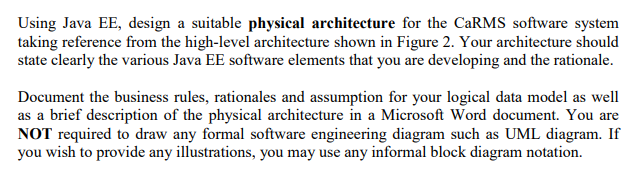 Using Java EE, design a suitable physical architecture for the CaRMS software system
taking reference from the high-level architecture shown in Figure 2. Your architecture should
state clearly the various Java EE software elements that you are developing and the rationale.
Document the business rules, rationales and assumption for your logical data model as well
as a brief description of the physical architecture in a Microsoft Word document. You are
NOT required to draw any formal software engineering diagram such as UML diagram. If
you wish to provide any illustrations, you may use any informal block diagram notation.